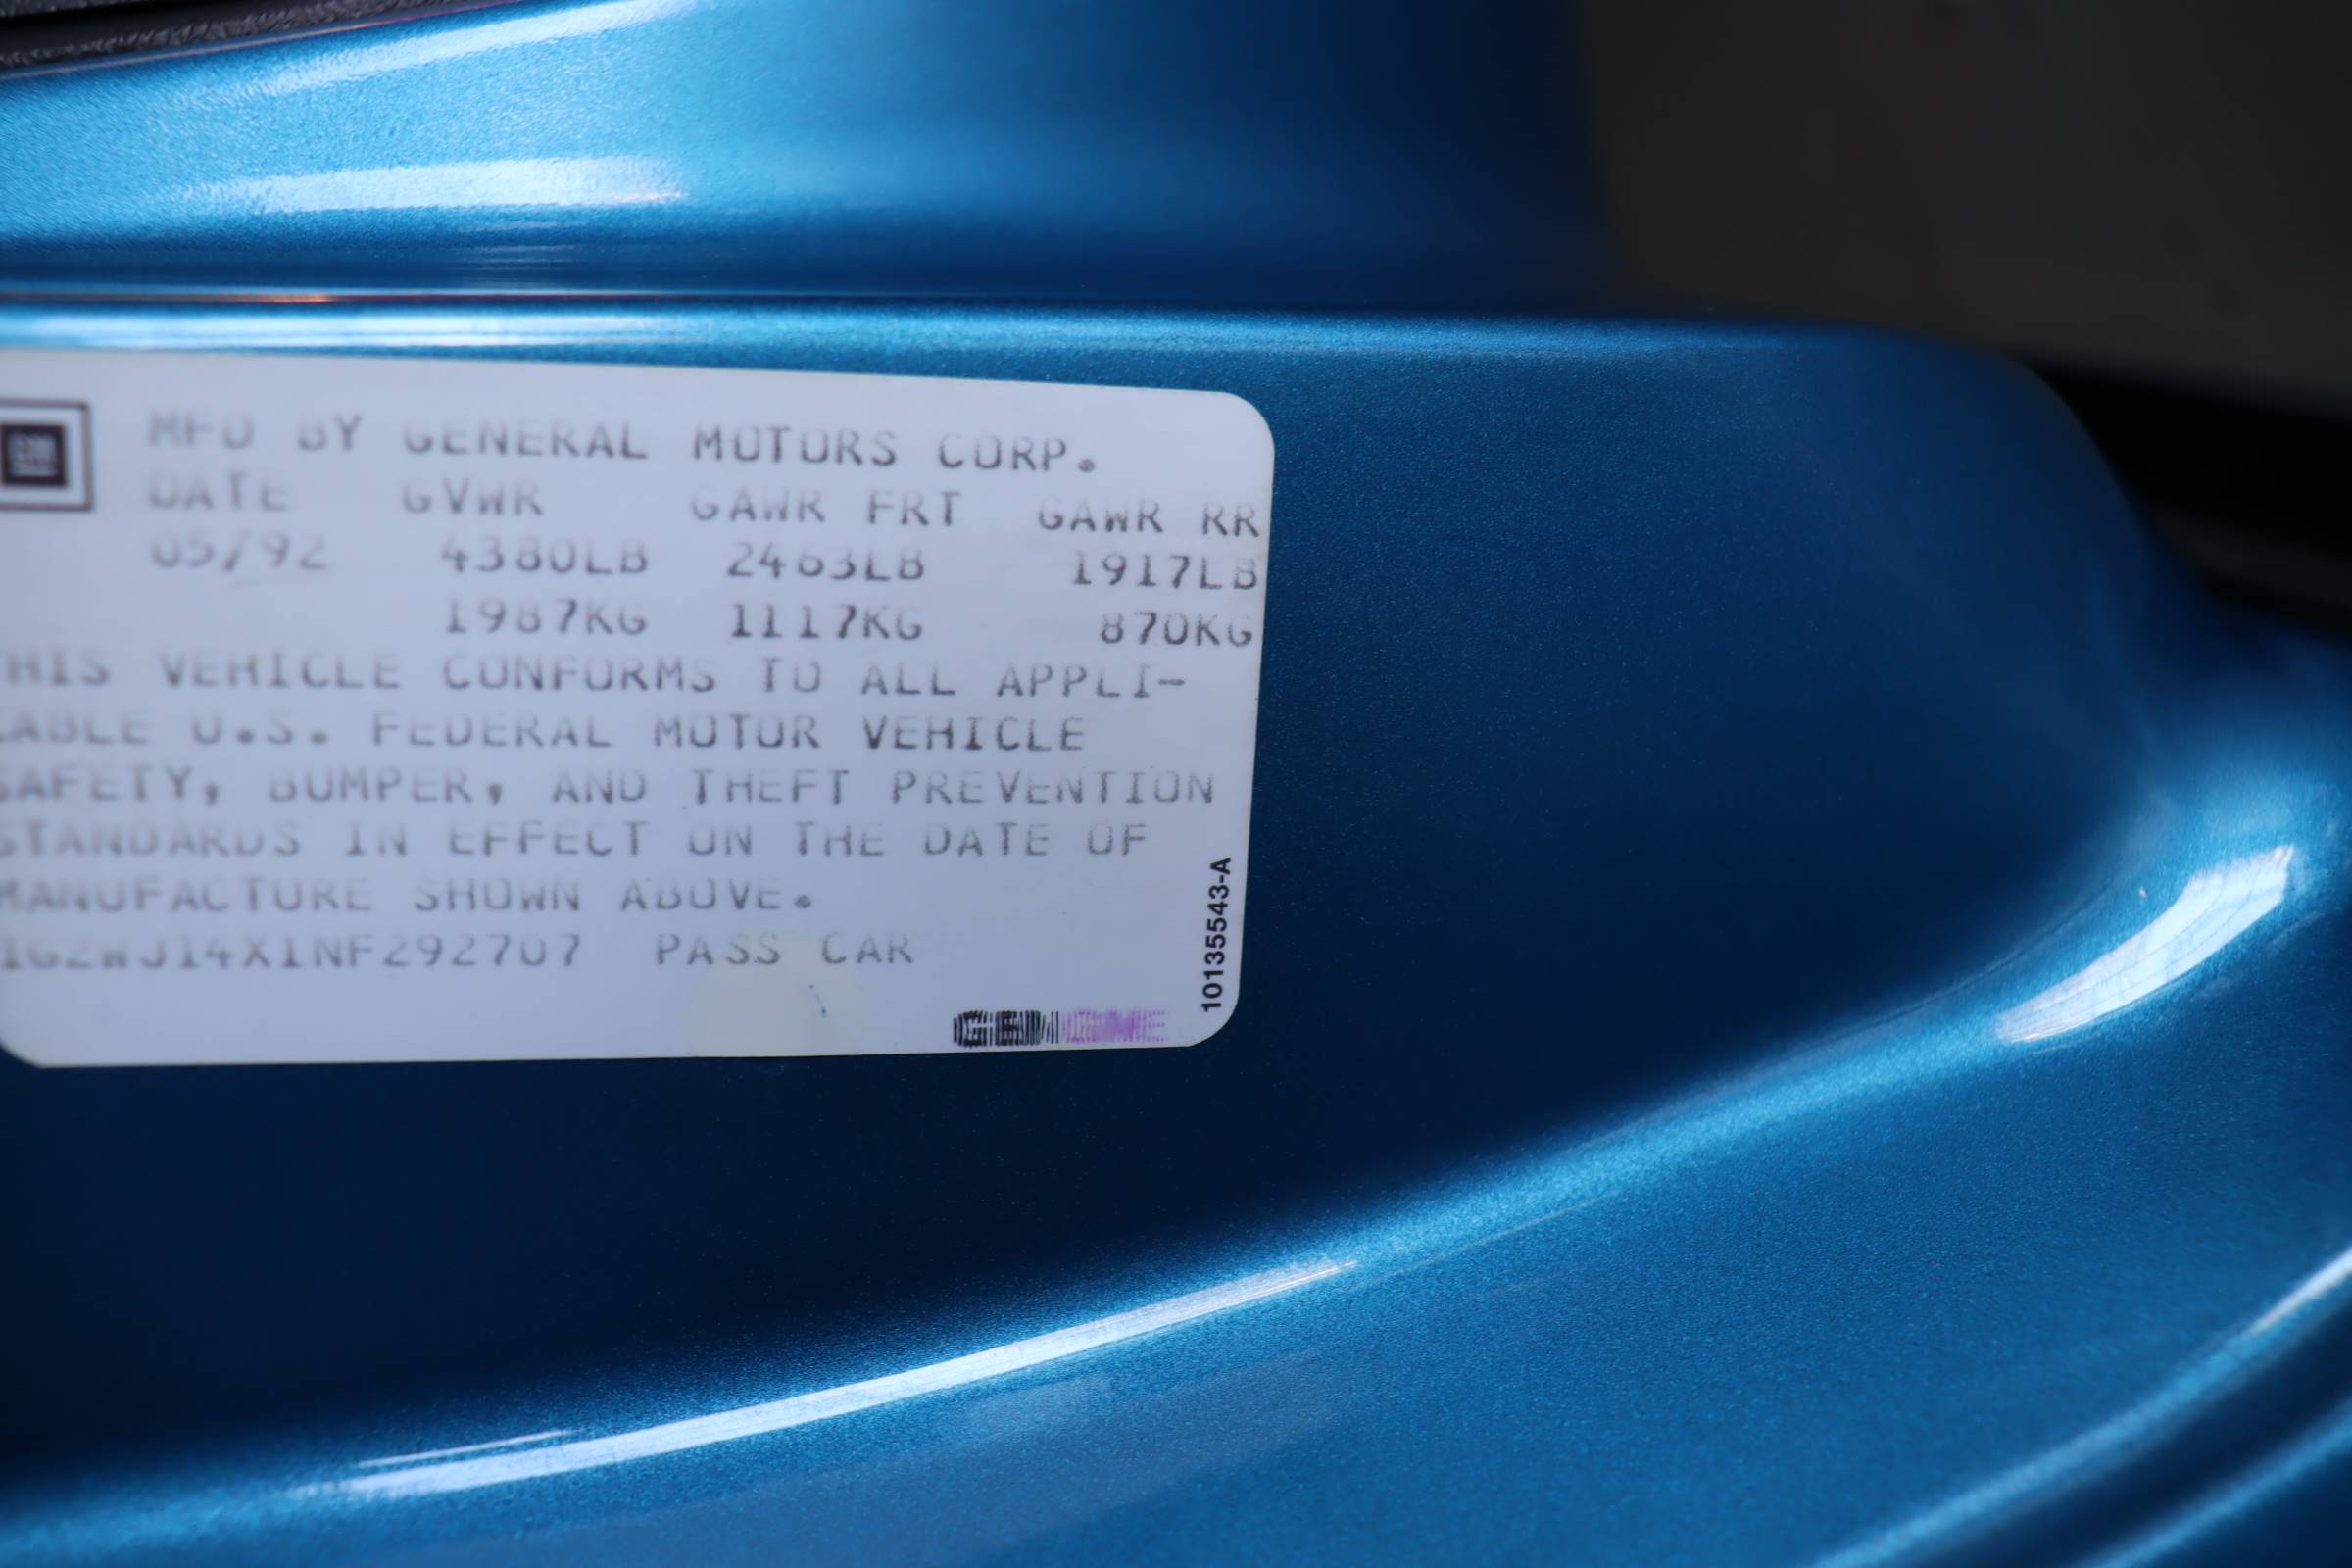 GM
MFD BY GENERAL MOTORS CORP.
DATE GVWR GAWR FRT GAWR RR
05/92 4380LB 2463LB 1917LB
1987KG 1117KG 870KG
HIS VEHICLE CONFORMS TO ALL APPLI-
CABLE U.S. FEDERAL MOTOR VEHICLE
SAFETY, BUMPER, AND THEFT PREVENTION
STANDARDS IN EFFECT ON THE DATE OF
MANUFACTURE SHOWN ABOVE.
1G2WJ14X1NF292707 PASS CAR
10135543-A